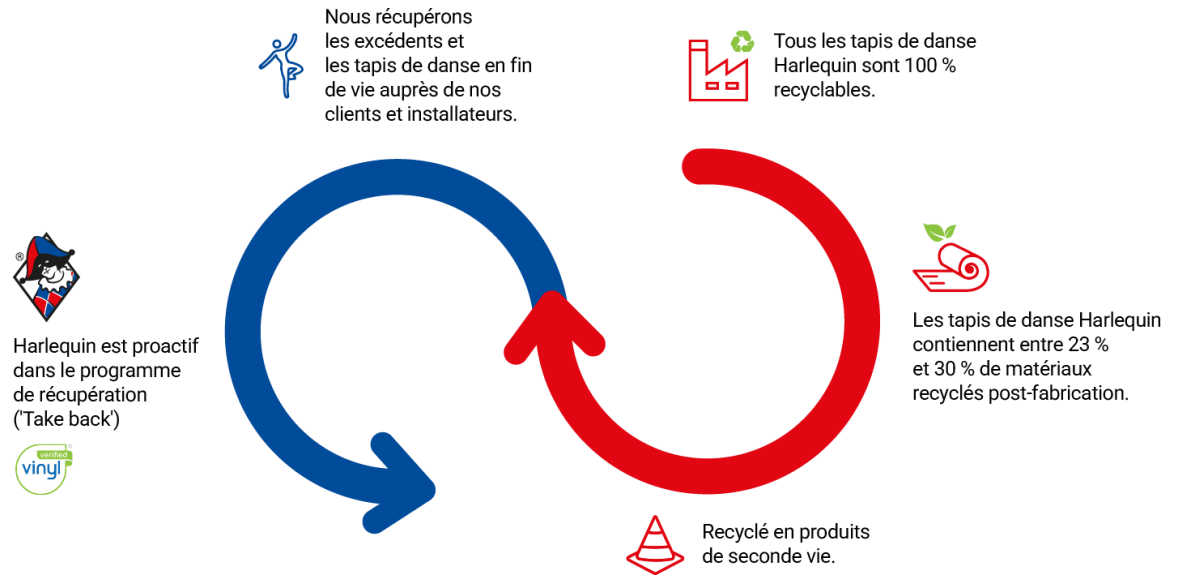 Nous récupérons
les excédents et
les tapis de danse en fin
de vie auprès de nos
clients et installateurs.
Tous les tapis de danse
Harlequin sont 100 %
recyclables.
®
Harlequin est proactif
dans le programme
de récupération
('Take back')
verified
vinyl
Les tapis de danse Harlequin
contiennent entre 23 %
et 30 % de matériaux
recyclés post-fabrication.
Recyclé en produits
de seconde vie.